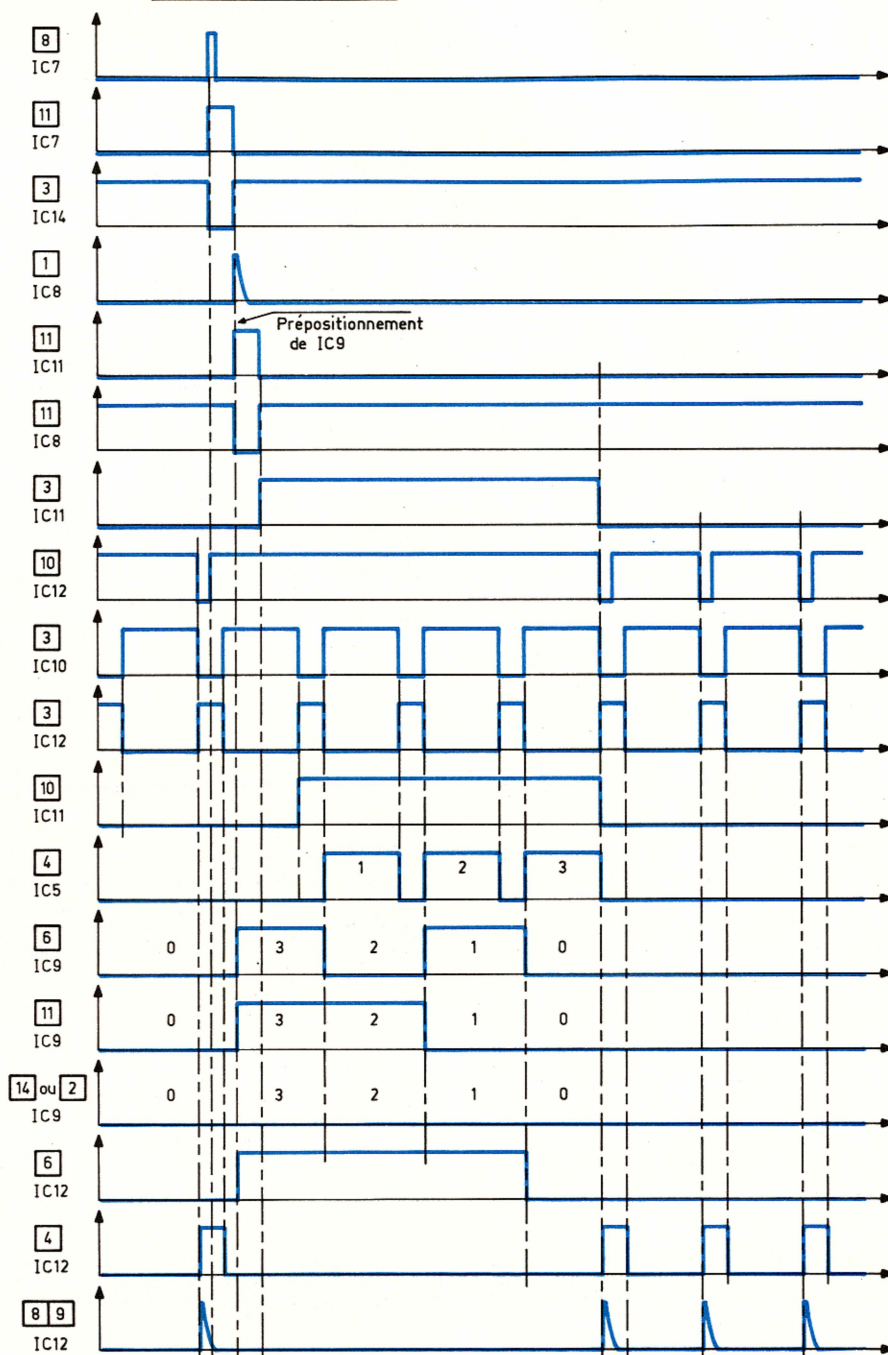 8
IC7
11
IC7
3
IC14
1
IC8
Prépositionnement
de IC9
11
IC11
11
IC8
3
IC11
10
IC12
3
IC10
3
IC12
10
IC11
4
IC5
1 2 3
6
IC9
0 3 2 1 0
11
IC9
0 3 2 1 0
14 ou 2
IC9
0 3 2 1 0
6
IC12
4
IC12
8 9
IC12